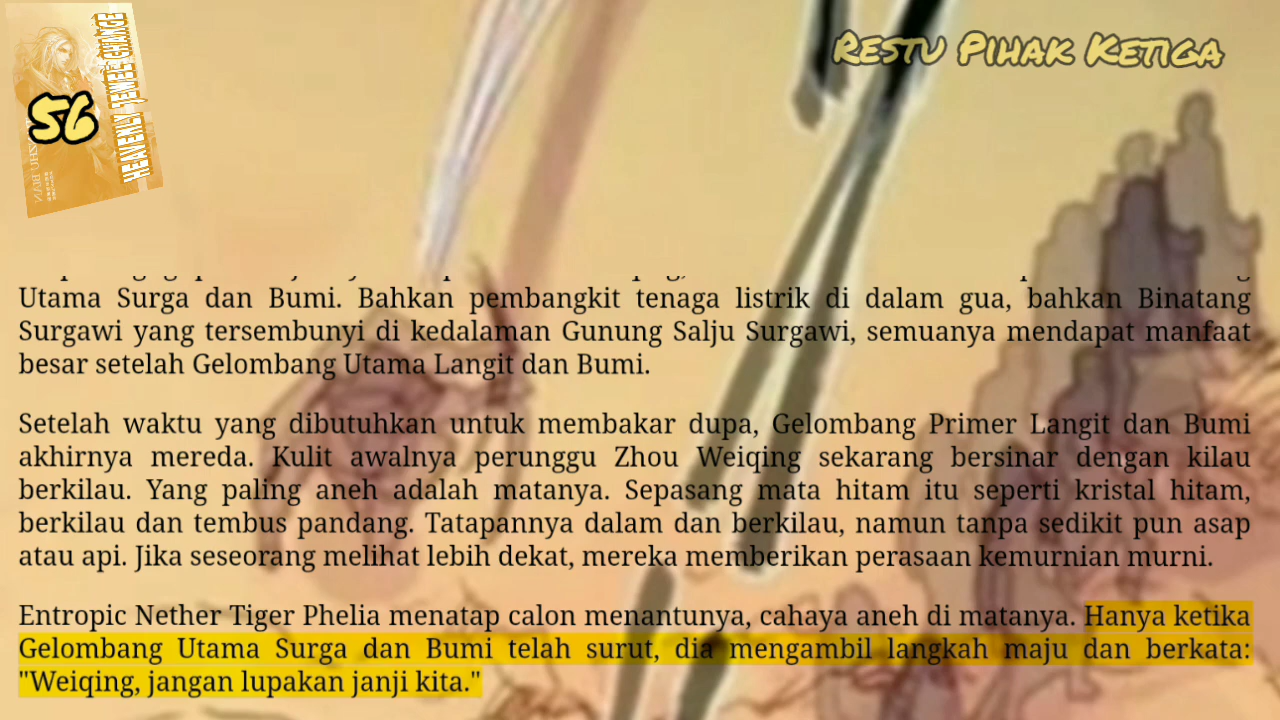 Restu Pihak Ketiga
56
HEAVENLY JEWEL CHANGE
Utama Surga dan Bumi. Bahkan pembangkit tenaga listrik di dalam gua, bahkan Binatang
Surgawi yang tersembunyi di kedalaman Gunung Salju Surgawi, semuanya mendapat manfaat
besar setelah Gelombang Utama Langit dan Bumi.
Setelah waktu yang dibutuhkan untuk membakar dupa, Gelombang Primer Langit dan Bumi
akhirnya mereda. Kulit awalnya perunggu Zhou Weiqing sekarang bersinar dengan kilau
berkilau. Yang paling aneh adalah matanya. Sepasang mata hitam itu seperti kristal hitam,
berkilau dan tembus pandang. Tatapannya dalam dan berkilau, namun tanpa sedikit pun asap
atau api. Jika seseorang melihat lebih dekat, mereka memberikan perasaan kemurnian murni.
Entropic Nether Tiger Phelia menatap calon menantunya, cahaya aneh di matanya. Hanya ketika
Gelombang Utama Surga dan Bumi telah surut, dia mengambil langkah maju dan berkata:
"Weiqing, jangan lupakan janji kita."